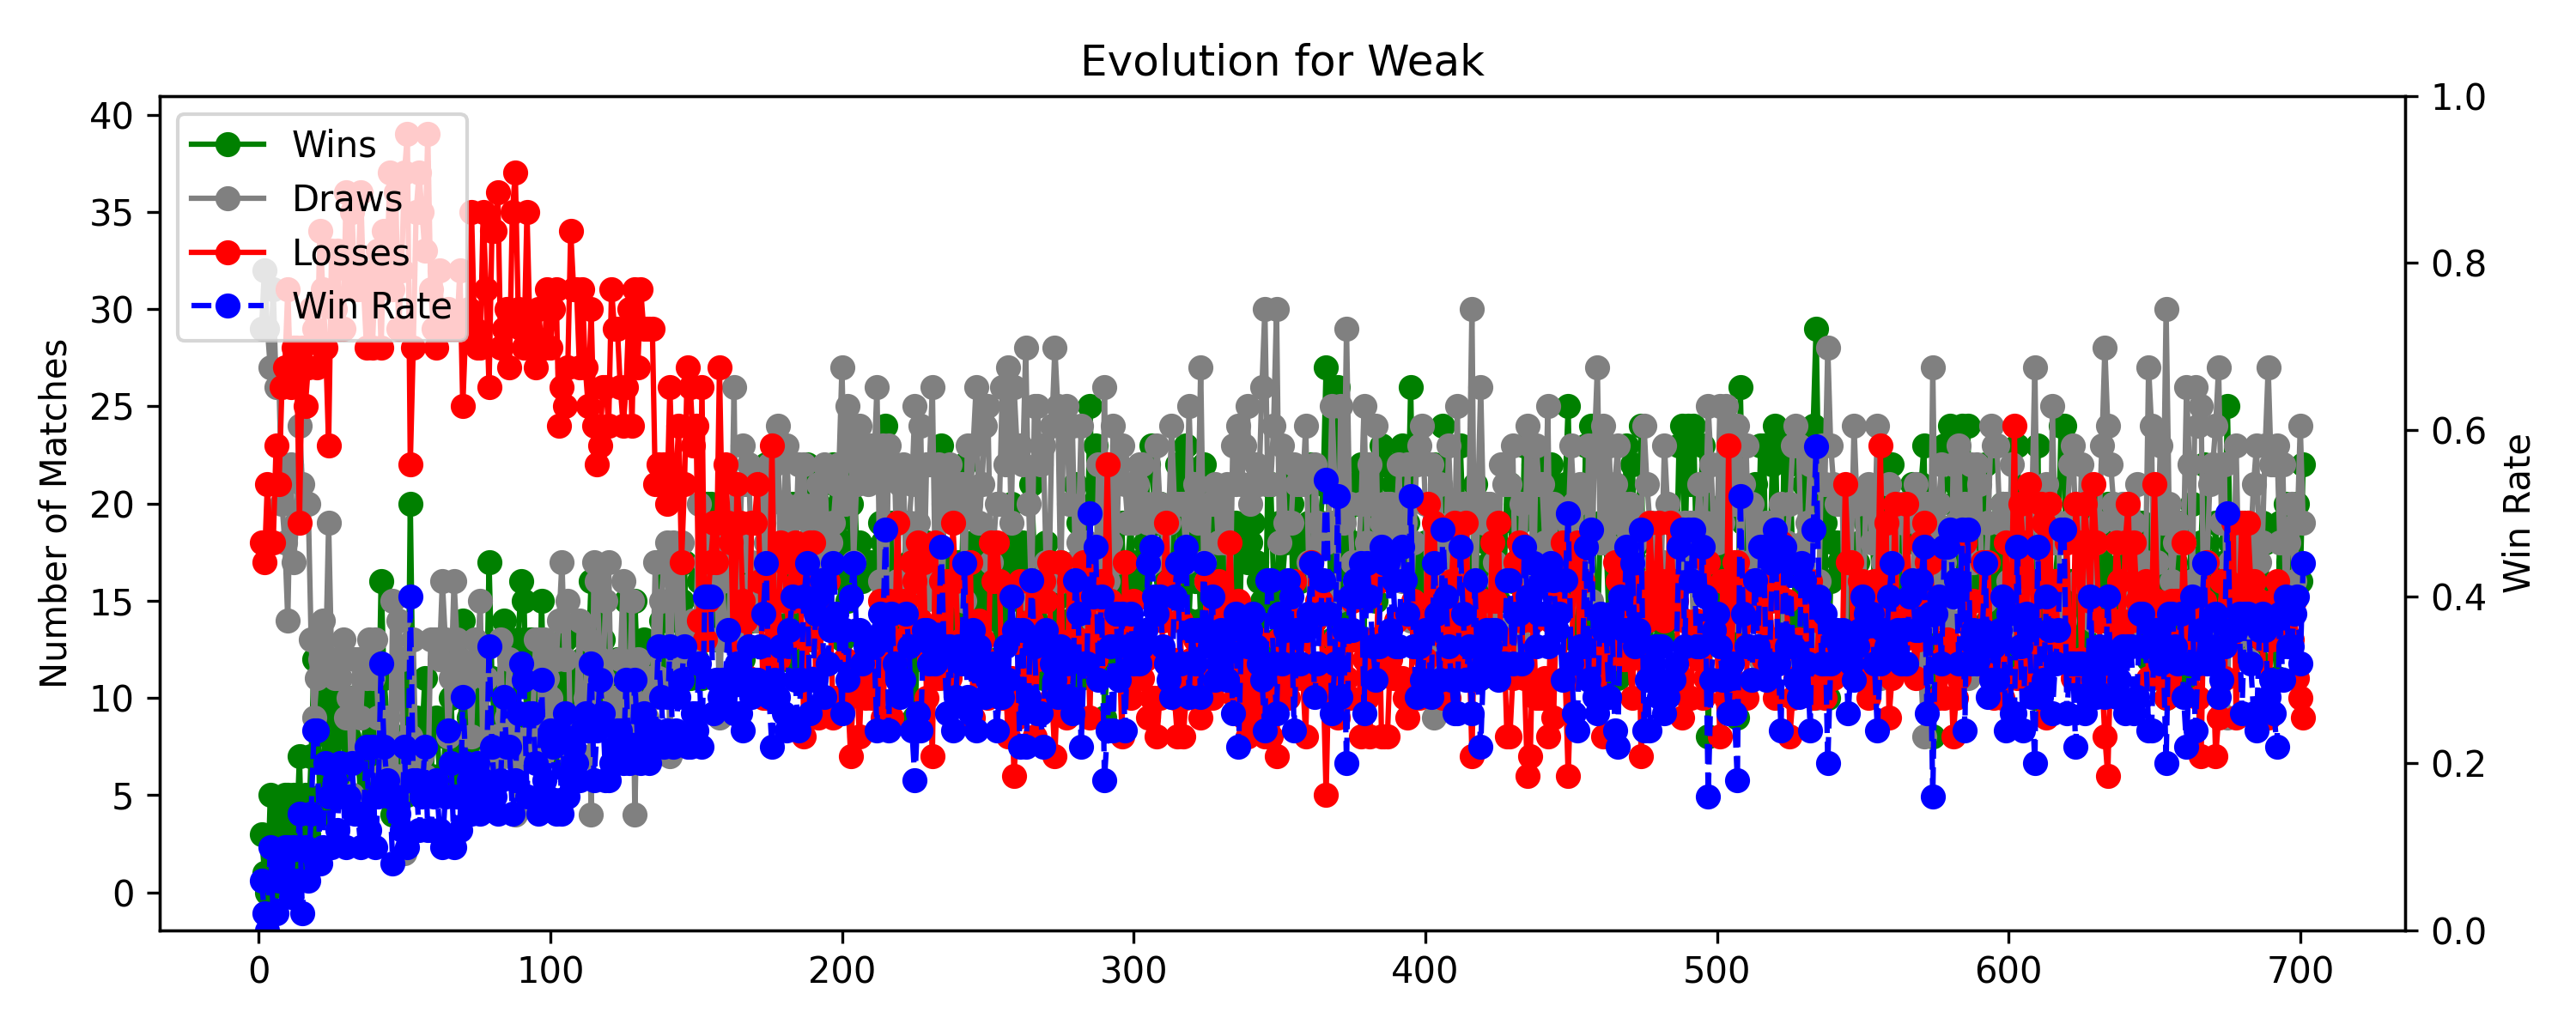 Evolution for Weak
Number of Matches
40
35
30
25
20
15
10
5
0
Wins
Draws
Losses
Win Rate
1.0
0.8
0.6
0.4
0.2
0.0
Win Rate
0 100 200 300 400 500 600 700